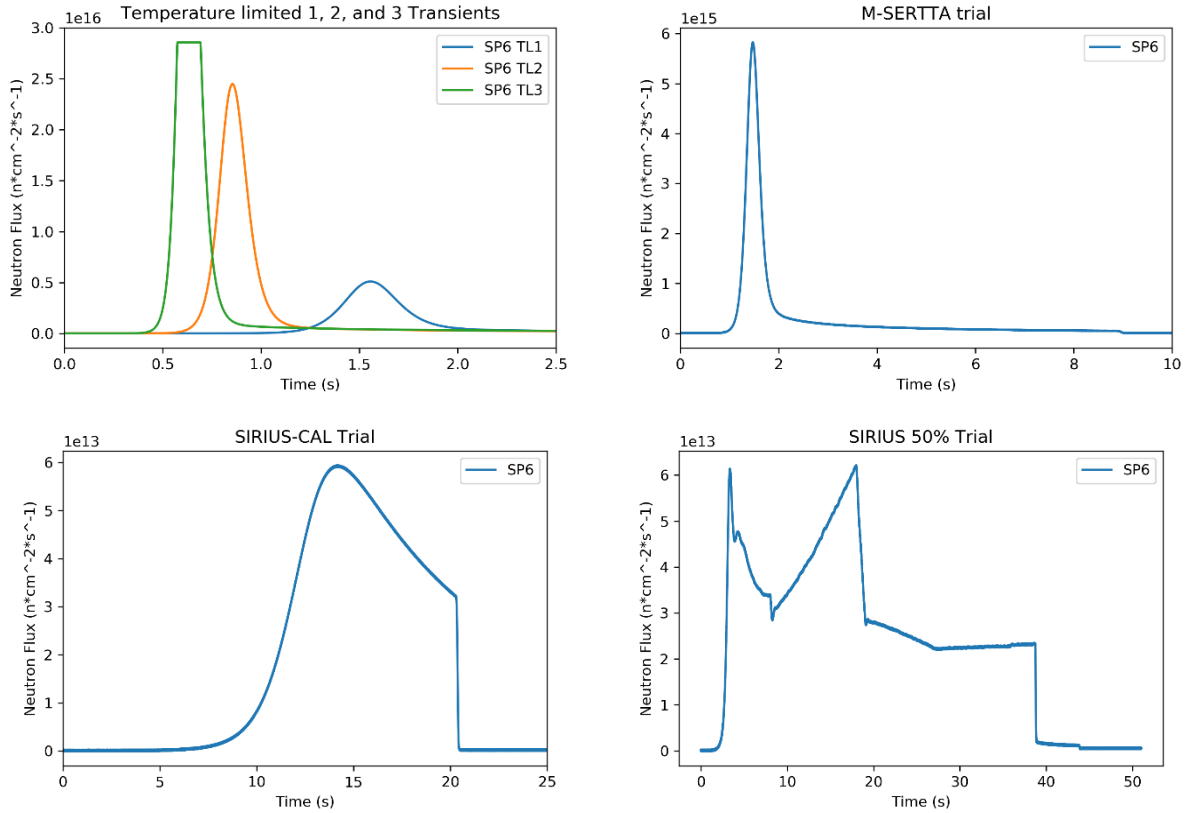 Temperature limited 1, 2, and 3 Transients
1e16
3.0
2.5
2.0
1.5
1.0
0.5
0.0
Neutron Flux (n*cm^-2*s^-1)
SP6 TL1
SP6 TL2
SP6 TL3
0.0 0.5 1.0 1.5 2.0 2.5
Time (s)
M-SERTTA trial
1e15
6
5
4
3
2
1
0
Neutron Flux (n*cm^-2*s^-1)
SP6
0 2 4 6 8 10
Time (s)
SIRIUS-CAL Trial
1e13
6
5
4
3
2
1
0
Neutron Flux (n*cm^-2*s^-1)
SP6
0 5 10 15 20 25
Time (s)
SIRIUS 50% Trial
1e13
6
5
4
3
2
1
0
Neutron Flux (n*cm^-2*s^-1)
SP6
0 10 20 30 40 50
Time (s)